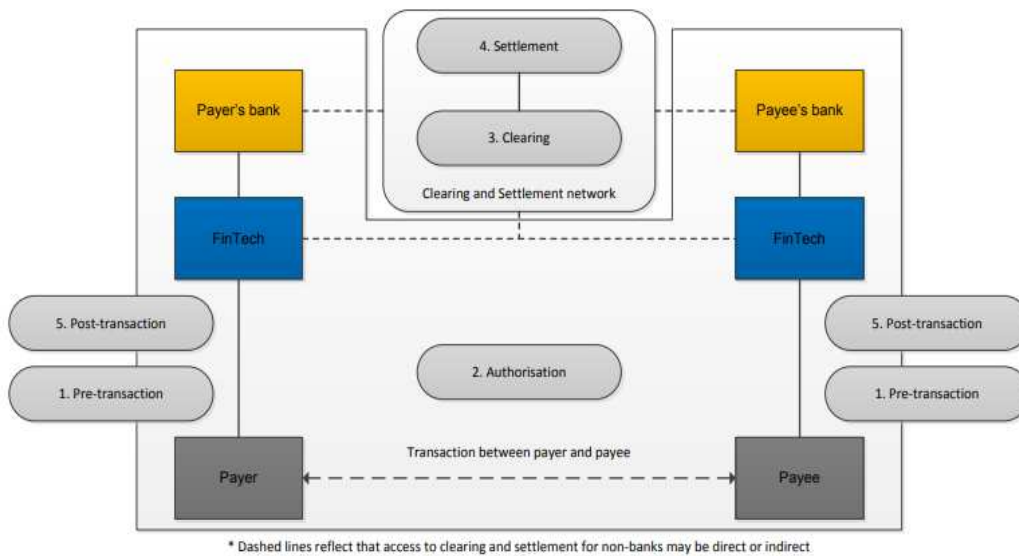 4. Settlement
Payer's bank
Payee's bank
3. Clearing
Clearing and Settlement network
FinTech
FinTech
5. Post-transaction
5. Post-transaction
1. Pre-transaction
2. Authorisation
1. Pre-transaction
Transaction between payer and payee
Payer
Payee
* Dashed lines reflect that access to clearing and settlement for non-banks may be direct or indirect